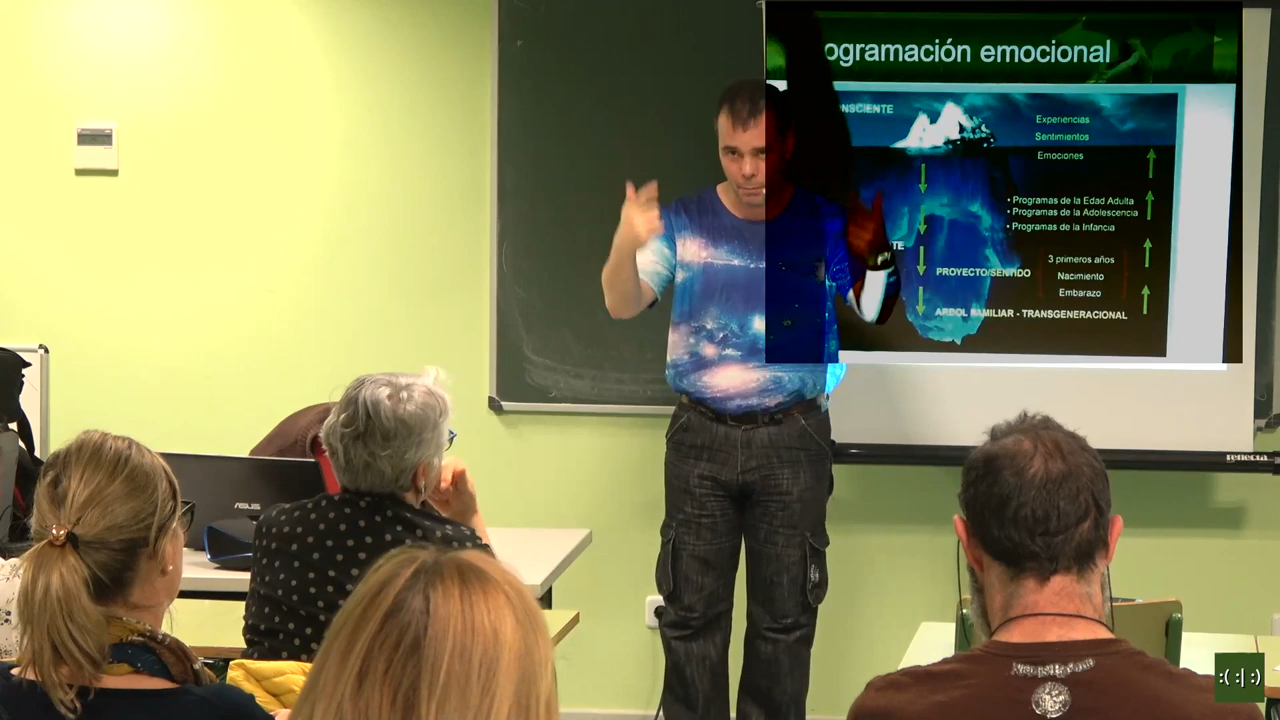 ogramación emocional
NSCIENTE
Experiencias
Sentimientos
Emociones
• Programas de la Edad Adulta
• Programas de la Adolescencia
• Programas de la Infancia
TE
3 primeros años
PROYECTO/SENTIDO
Nacimiento
Embarazo
ARBOL FAMILIAR - TRANSGENERACIONAL
ASUS
:( :| :)